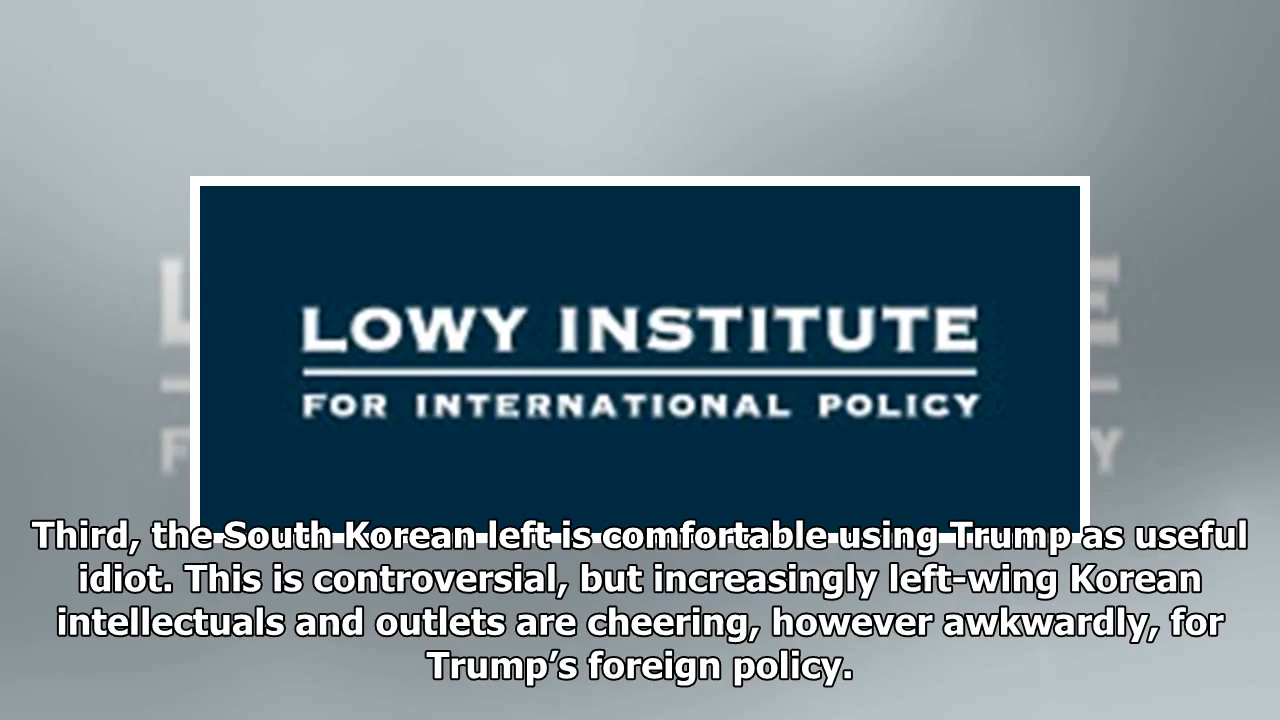 LOWY INSTITUTE
FOR INTERNATIONAL POLICY
Third, the South Korean left is comfortable using Trump as useful
idiot. This is controversial, but increasingly left-wing Korean
intellectuals and outlets are cheering, however awkwardly, for
Trump’s foreign policy.